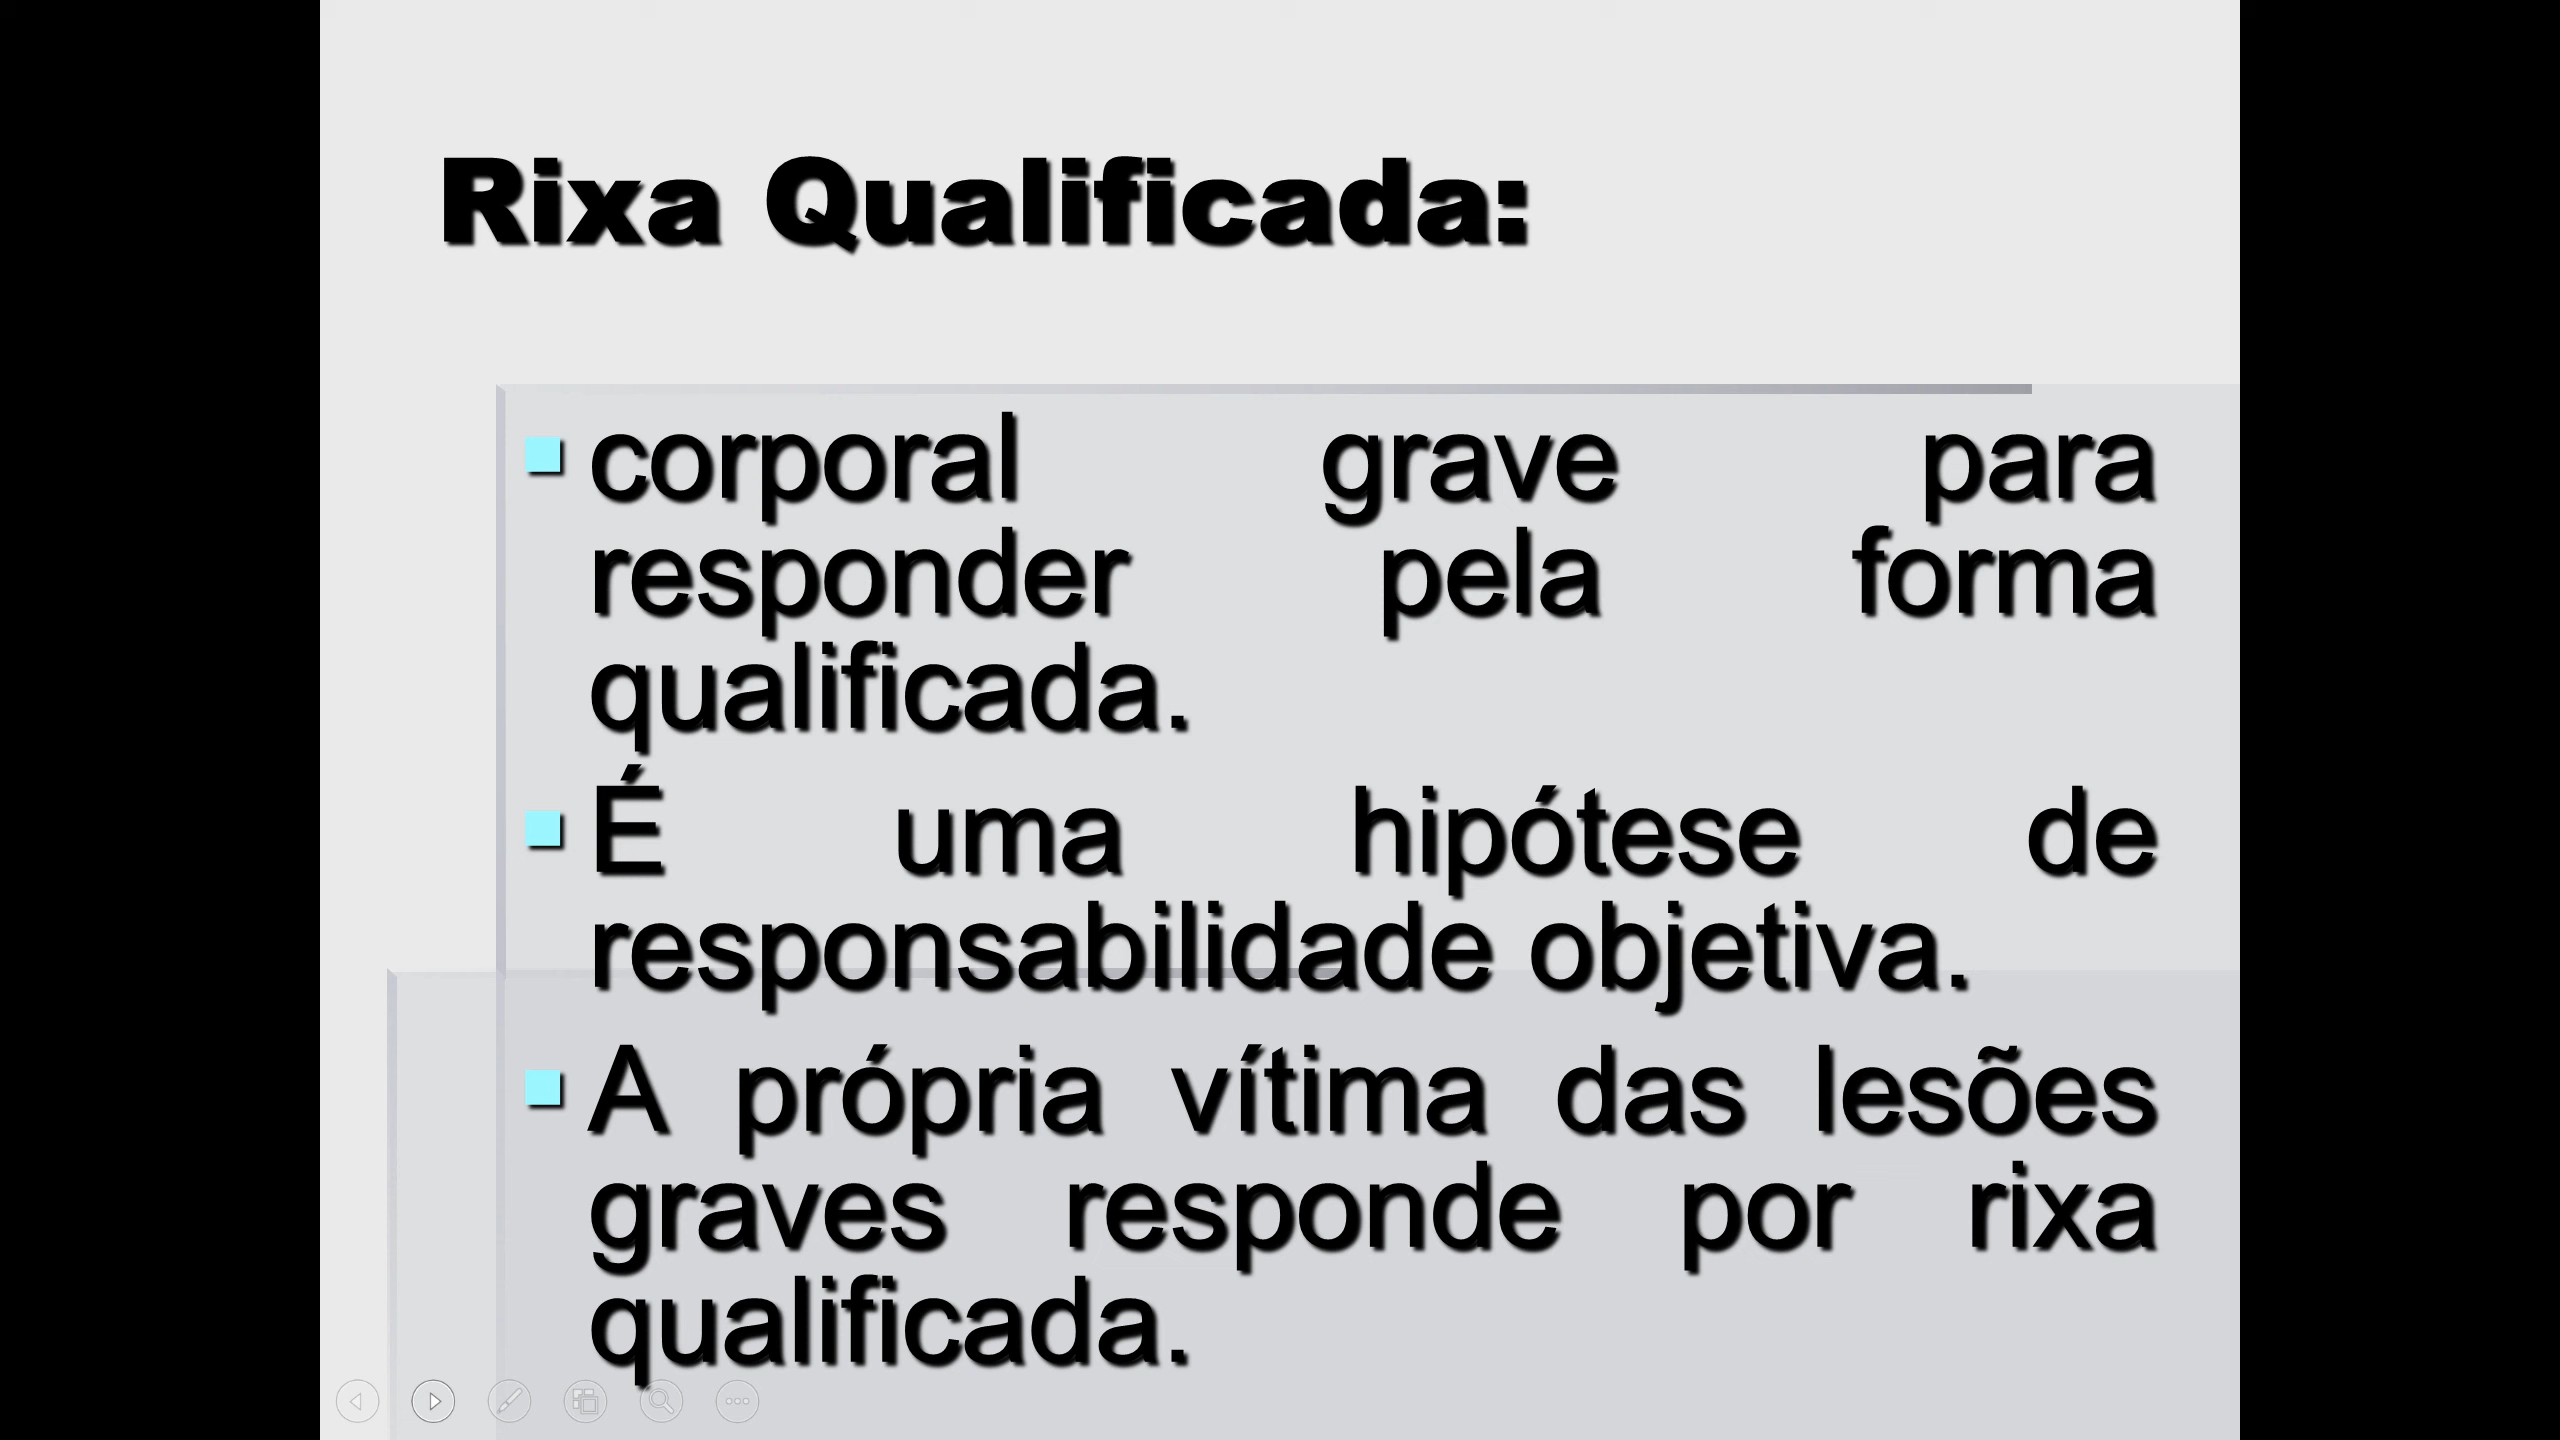 Rixa Qualificada:
corporal grave para
responder pela forma
qualificada.
É uma hipótese de
responsabilidade objetiva.
A própria vítima das lesões
graves responde por rixa
qualificada.